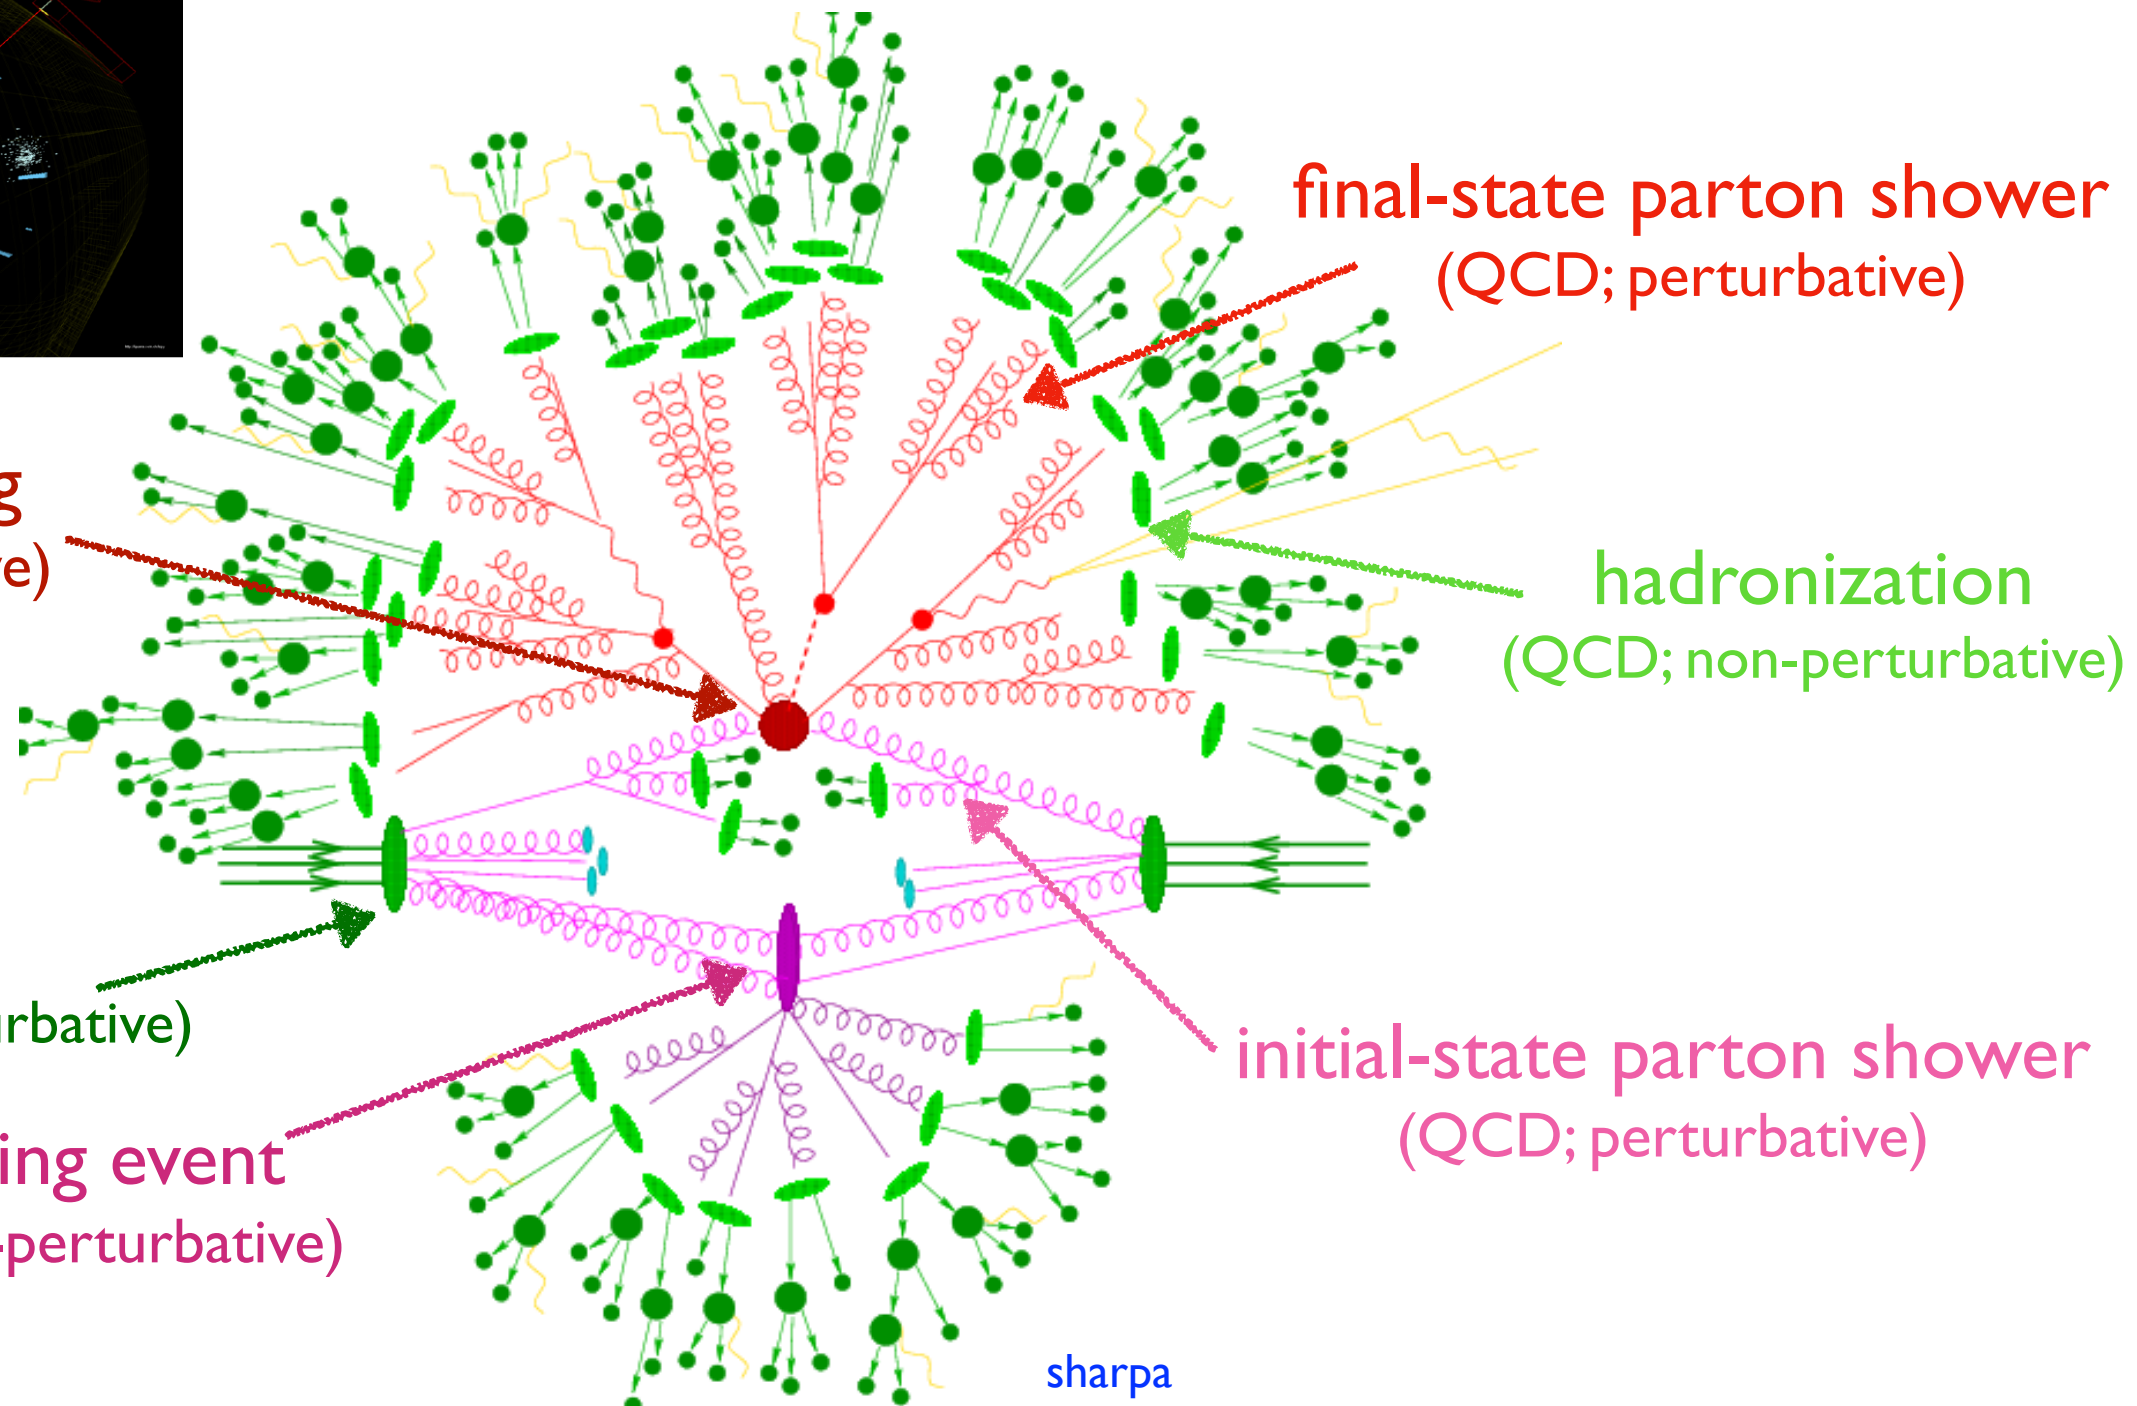 final-state parton shower
(QCD; perturbative)
g
e)
hadronization
(QCD; non-perturbative)
rbative)
initial-state parton shower
(QCD; perturbative)
ing event
-perturbative)
sharpa